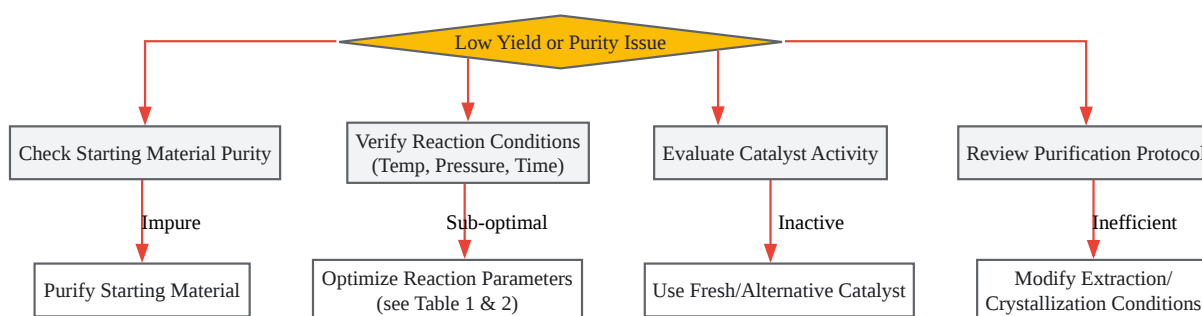 Low Yield or Purity Issue
Check Starting Material Purity
Verify Reaction Conditions
(Temp, Pressure, Time)
Evaluate Catalyst Activity
Review Purification Protocol
Impure
Sub-optimal
Inactive
Inefficient
Purify Starting Material
Optimize Reaction Parameters
(see Table 1 & 2)
Use Fresh/Alternative Catalyst
Modify Extraction/
Crystallization Conditions